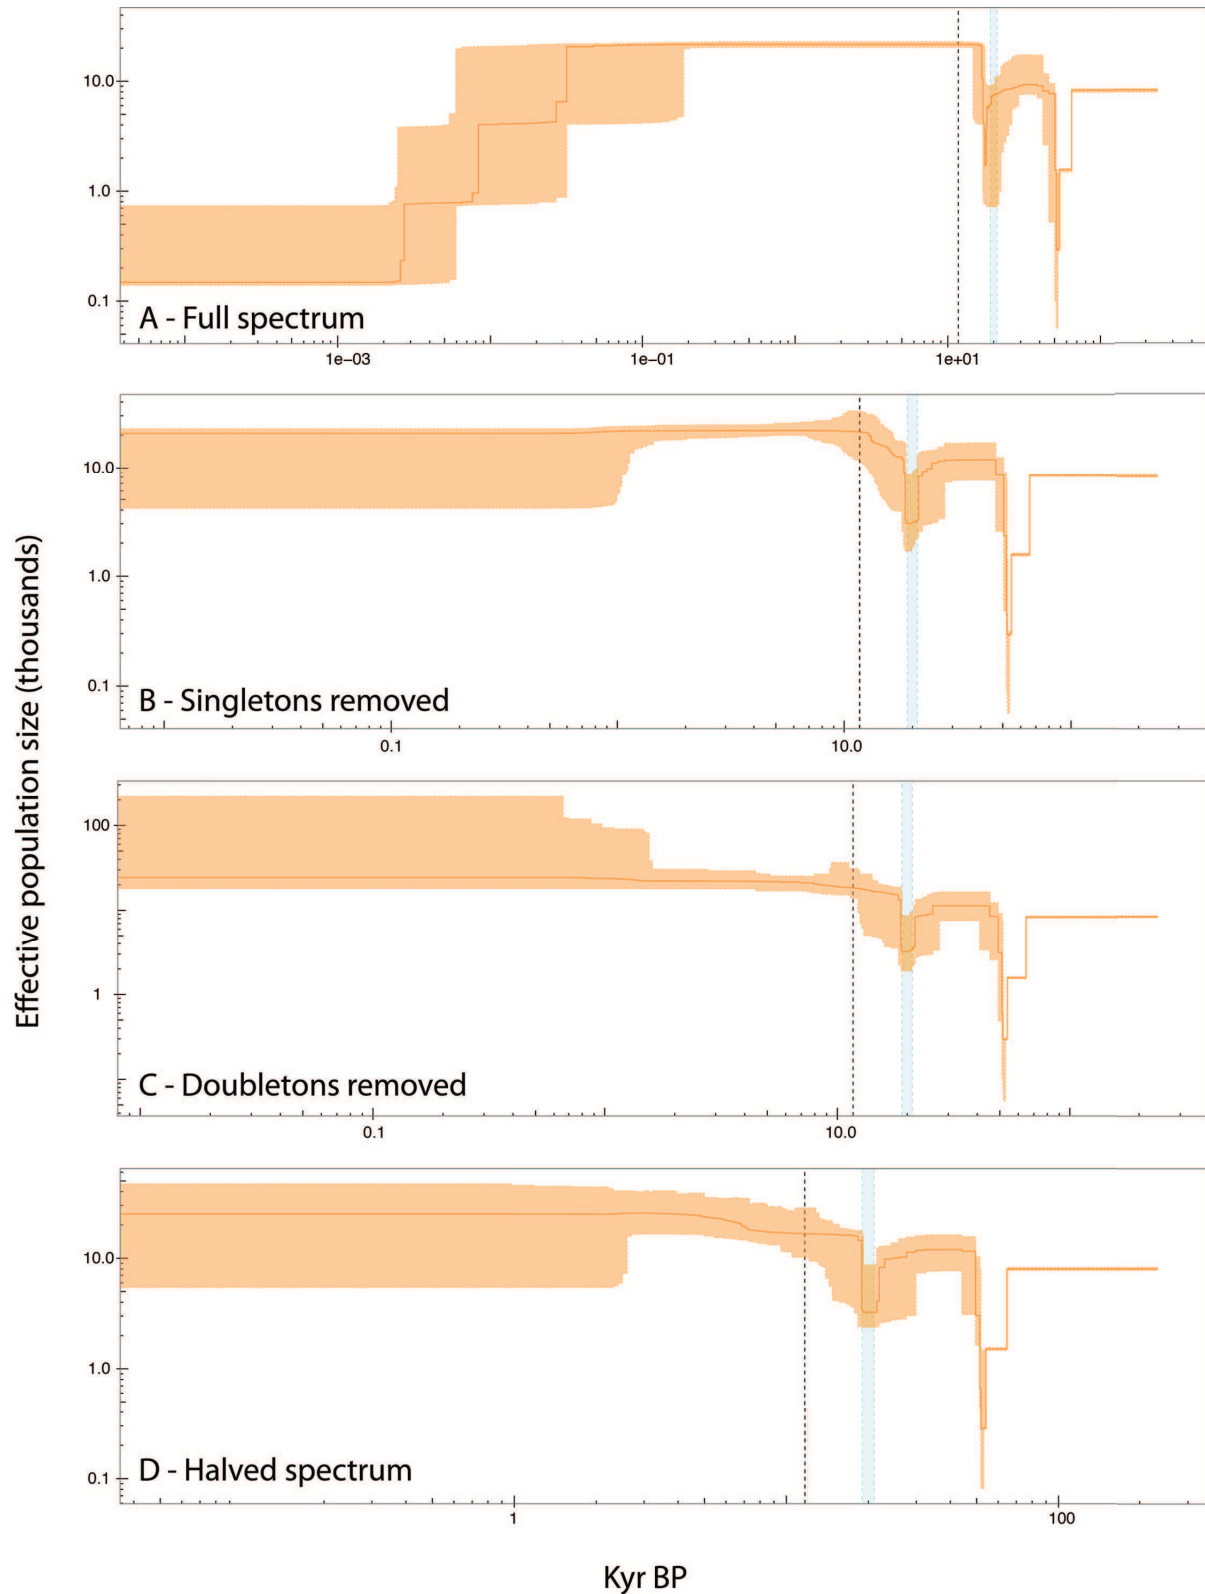 Effective population size (thousands)
10.0
1.0
0.1
A - Full spectrum
1e−03
1e−01
1e+01
10.0
1.0
0.1
B - Singletons removed
0.1
10.0
100
1
C - Doubletons removed
0.1
10.0
10.0
1.0
0.1
D - Halved spectrum
1
100
Kyr BP